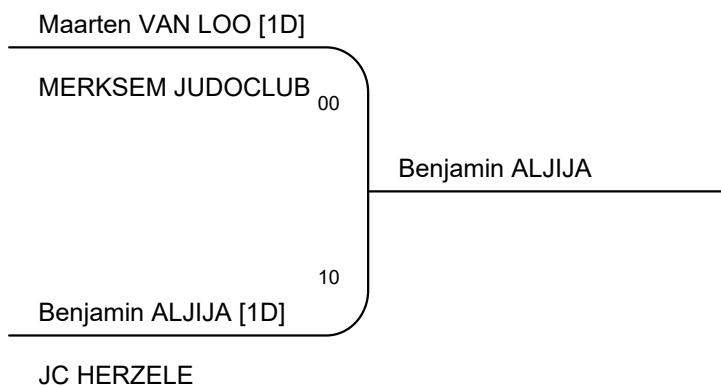 Maarten VAN LOO [1D]
MERKSEM JUDOCLUB
00
Benjamin ALJIJA
10
Benjamin ALJIJA [1D]
JC HERZELE